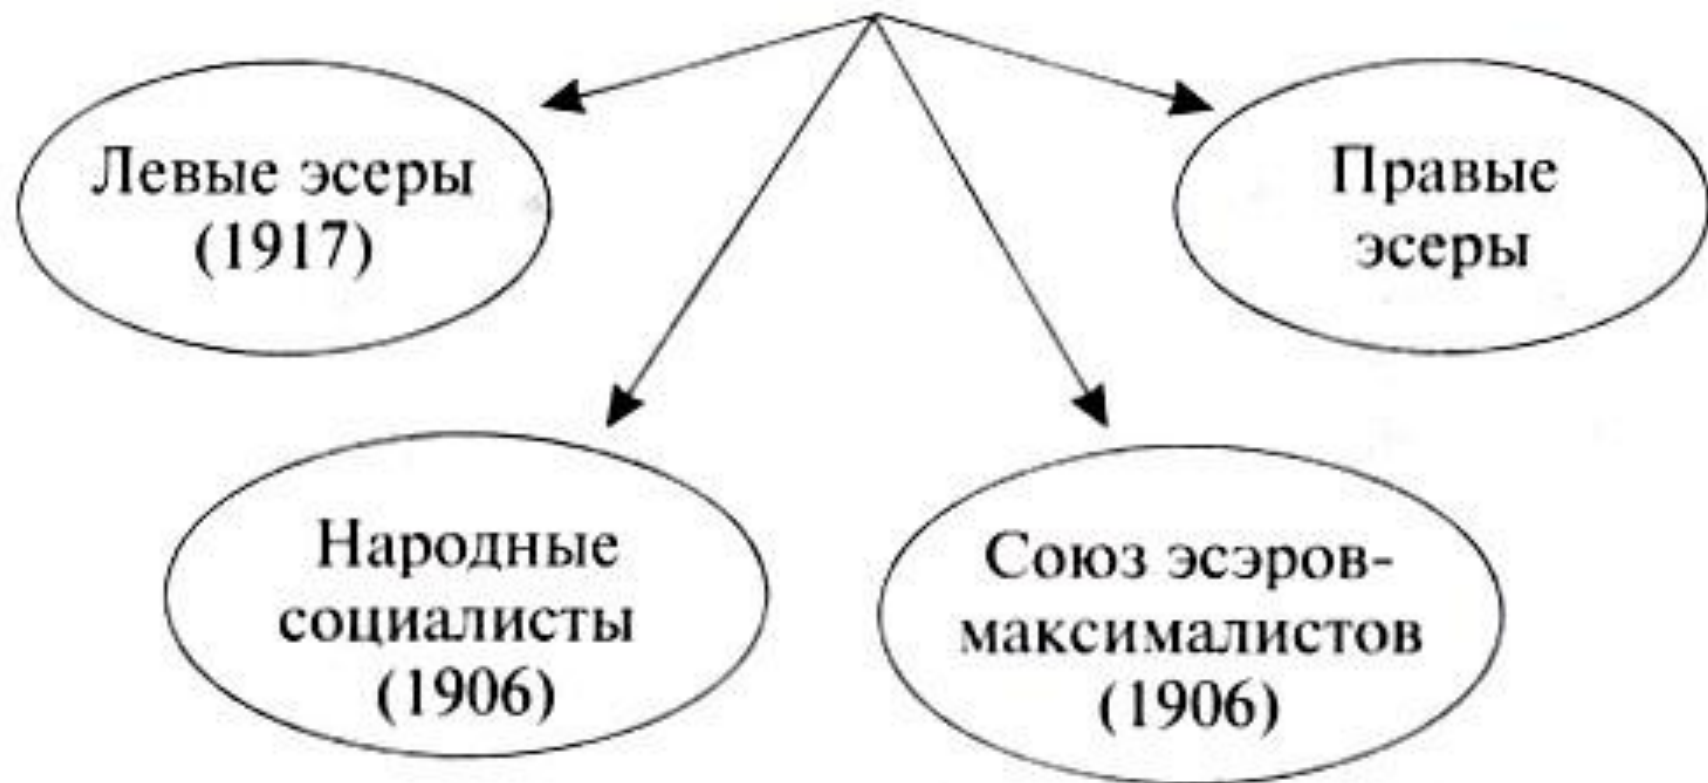 Левые эсеры
(1917)
Правые
эсеры
Народные
социалисты
(1906)
Союз эсэров-
максималистов
(1906)